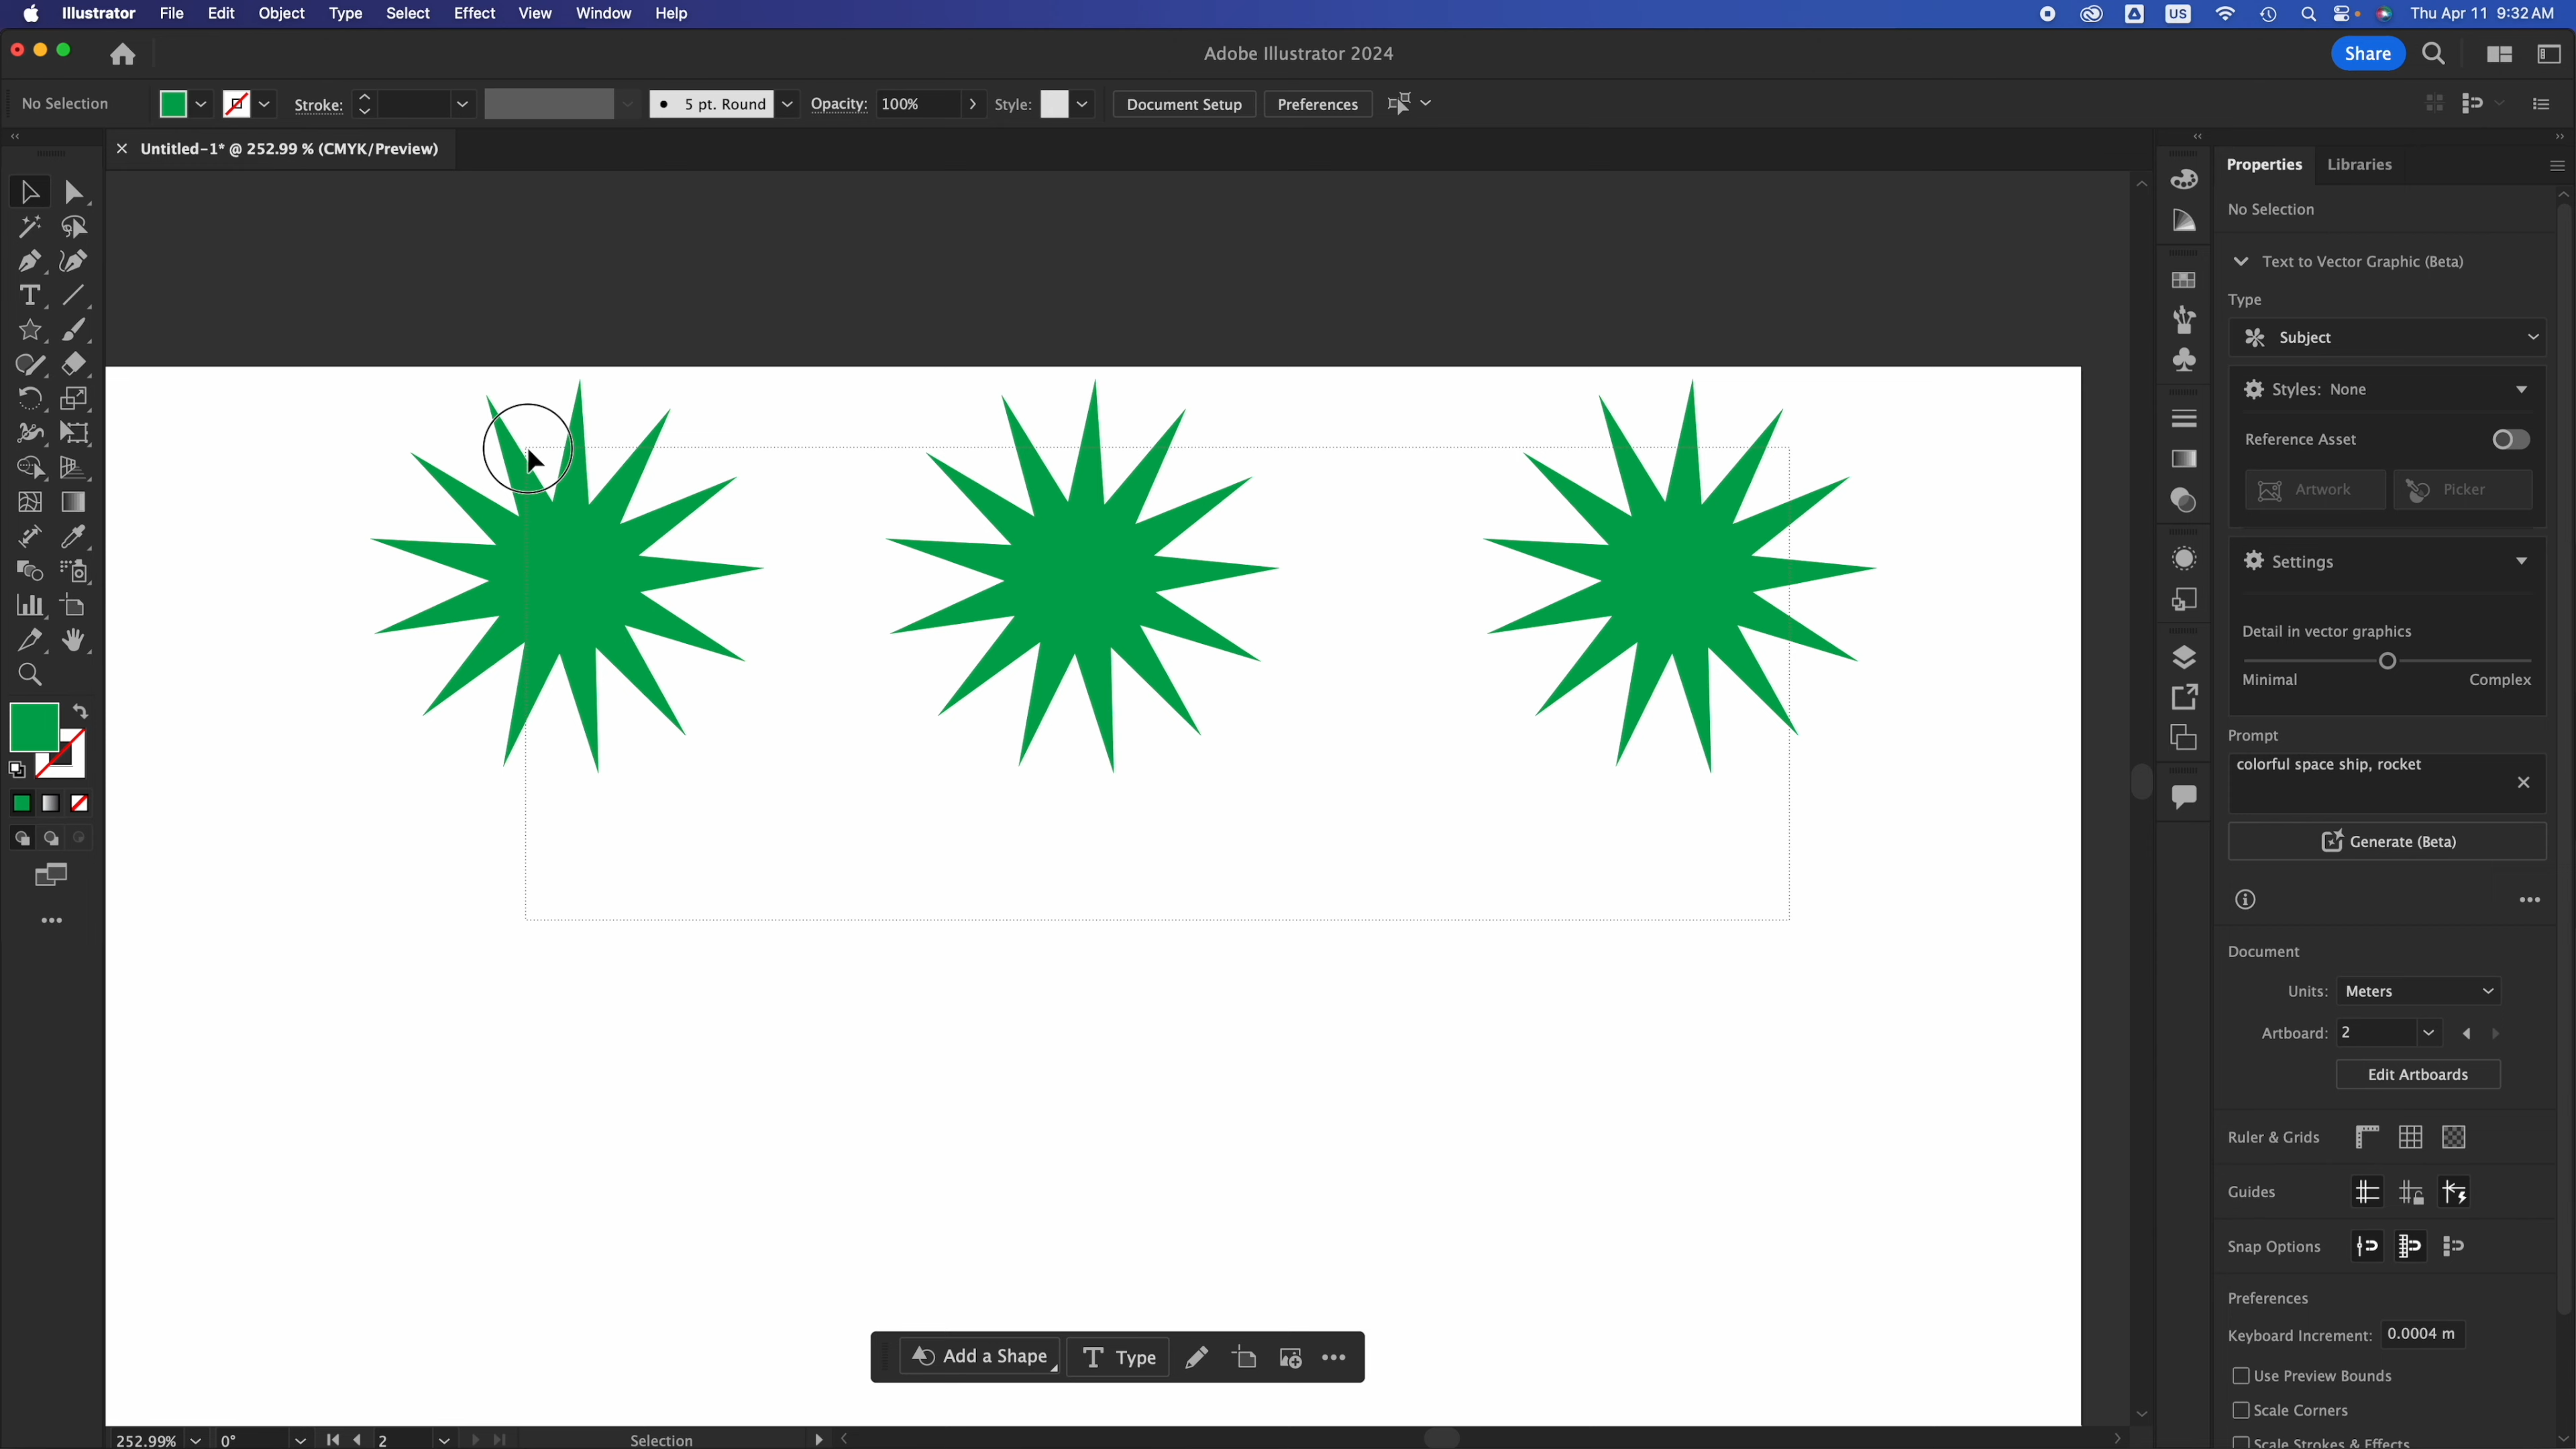 Illustrator File Edit Object Type Select Effect View Window Help
US
Thu Apr 11 9:32 AM
Adobe Illustrator 2024
Share
No Selection
Stroke:
5 pt. Round
Opacity: 100%
Style:
Document Setup
Preferences
Untitled-1* @ 252.99 % (CMYK/Preview)
Properties
Libraries
No Selection
Text to Vector Graphic (Beta)
Type
Subject
Styles: None
Reference Asset
Artwork
Picker
Settings
Detail in vector graphics
Minimal
Complex
Prompt
colorful space ship, rocket
Generate (Beta)
Document
Units: Meters
Artboard: 2
Edit Artboards
Ruler & Grids
Guides
Snap Options
Preferences
Keyboard Increment: 0.0004 m
Use Preview Bounds
Scale Corners
Scale Strokes & Effects
Add a Shape
Type
252.99%
0°
2
Selection